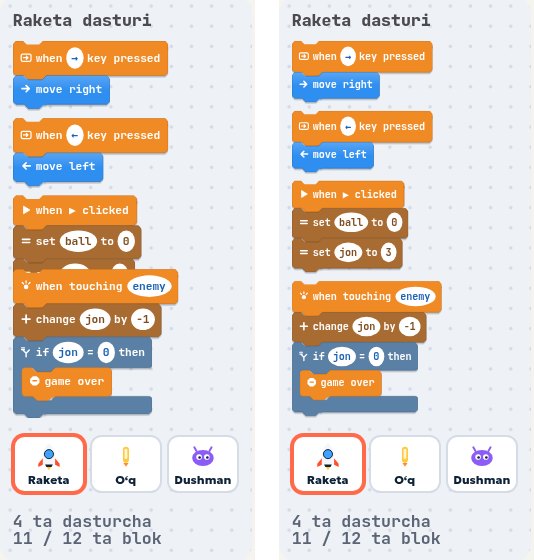 Raketa dasturi
when → key pressed
→ move right
when ← key pressed
← move left
when ▶ clicked
= set ball to 0
when touching enemy
+ change jon by -1
if jon = 0 then
game over
Raketa
Oʻq
Dushman
4 ta dasturcha
11 / 12 ta blok
Raketa dasturi
when → key pressed
→ move right
when ← key pressed
← move left
when ▶ clicked
= set ball to 0
= set jon to 3
when touching enemy
+ change jon by -1
if jon = 0 then
game over
Raketa
Oʻq
Dushman
4 ta dasturcha
11 / 12 ta blok